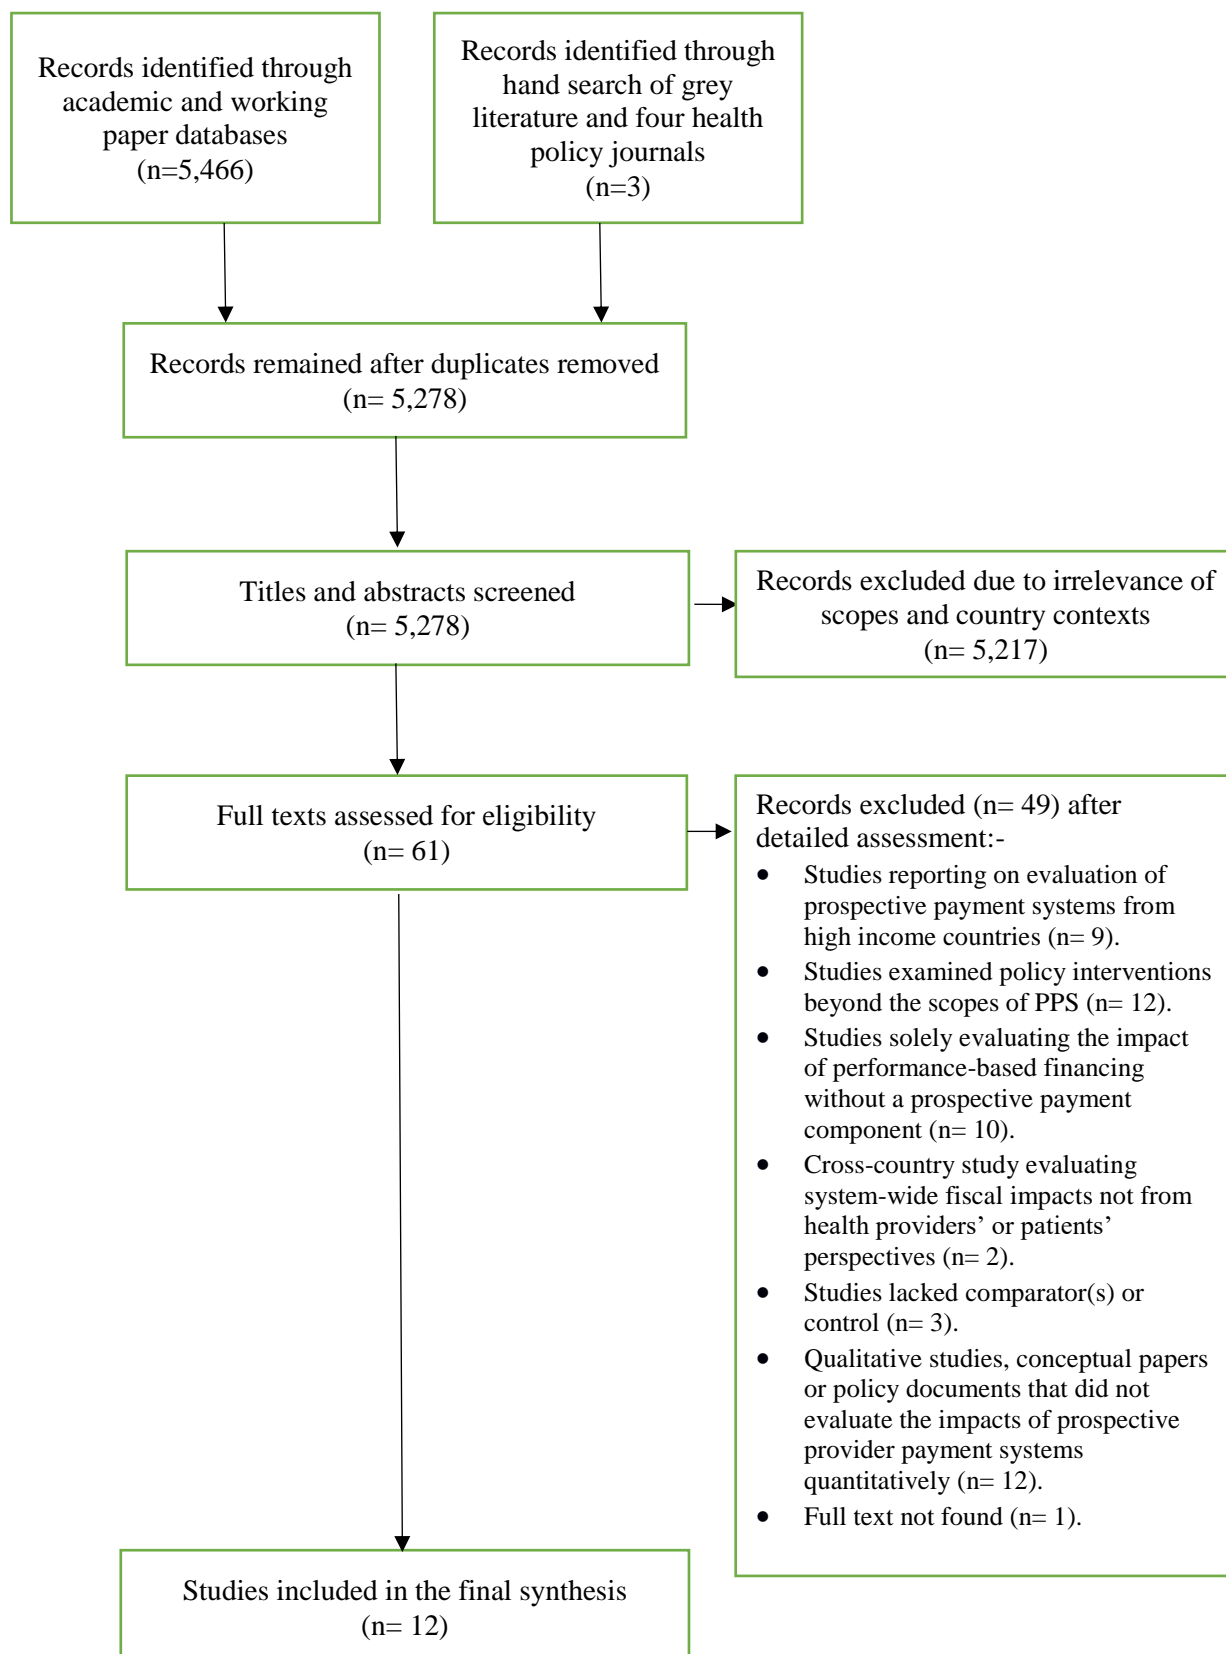 Records identified through
academic and working
paper databases
(n=5,466)
Records identified through
hand search of grey
literature and four health
policy journals
(n=3)
Records remained after duplicates removed
(n= 5,278)
Titles and abstracts screened
(n= 5,278)
Records excluded due to irrelevance of
scopes and country contexts
(n= 5,217)
Full texts assessed for eligibility
(n= 61)
Records excluded (n= 49) after
detailed assessment:-
• Studies reporting on evaluation of
prospective payment systems from
high income countries (n= 9).
• Studies examined policy interventions
beyond the scopes of PPS (n= 12).
• Studies solely evaluating the impact
of performance-based financing
without a prospective payment
component (n= 10).
• Cross-country study evaluating
system-wide fiscal impacts not from
health providers’ or patients’
perspectives (n= 2).
• Studies lacked comparator(s) or
control (n= 3).
• Qualitative studies, conceptual papers
or policy documents that did not
evaluate the impacts of prospective
provider payment systems
quantitatively (n= 12).
• Full text not found (n= 1).
Studies included in the final synthesis
(n= 12)